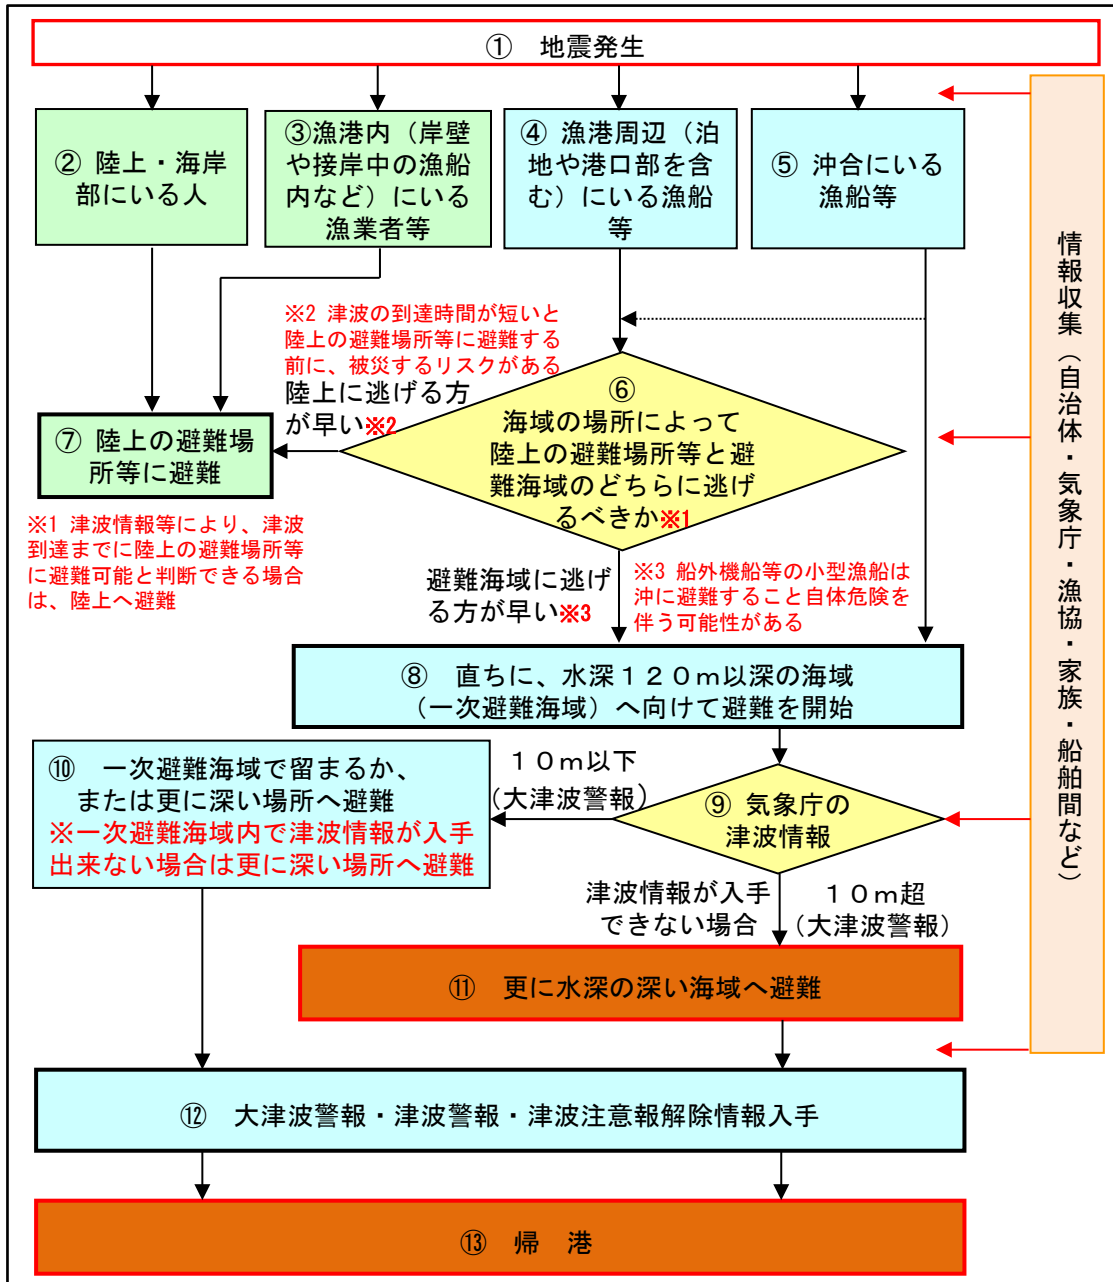 ① 地震発生
② 陸上・海岸
部にいる人
③漁港内（岸壁
や接岸中の漁船
内など）にいる
漁業者等
④ 漁港周辺（泊
地や港口部を含
む）にいる漁船
等
⑤ 沖合にいる
漁船等
情報収集（自治体・気象庁・漁協・家族・船舶間など）
※2 津波の到達時間が短いと
陸上の避難場所等に避難する
前に、被災するリスクがある
陸上に逃げる方
が早い※2
⑥
海域の場所によって
陸上の避難場所等と避
難海域のどちらに逃げ
るべきか※1
⑦ 陸上の避難場
所等に避難
※1 津波情報等により、津波
到達までに陸上の避難場所等
に避難可能と判断できる場合
は、陸上へ避難
避難海域に逃げ
る方が早い※3
※3 船外機船等の小型漁船は
沖に避難すること自体危険を
伴う可能性がある
⑧ 直ちに、水深１２０ｍ以深の海域
（一次避難海域）へ向けて避難を開始
⑨ 気象庁の
津波情報
１０ｍ以下
（大津波警報）
⑩ 一次避難海域で留まるか、
または更に深い場所へ避難
※一次避難海域内で津波情報が入手
出来ない場合は更に深い場所へ避難
津波情報が入手
できない場合
１０ｍ超
（大津波警報）
⑪ 更に水深の深い海域へ避難
⑫ 大津波警報・津波警報・津波注意報解除情報入手
⑬ 帰 港